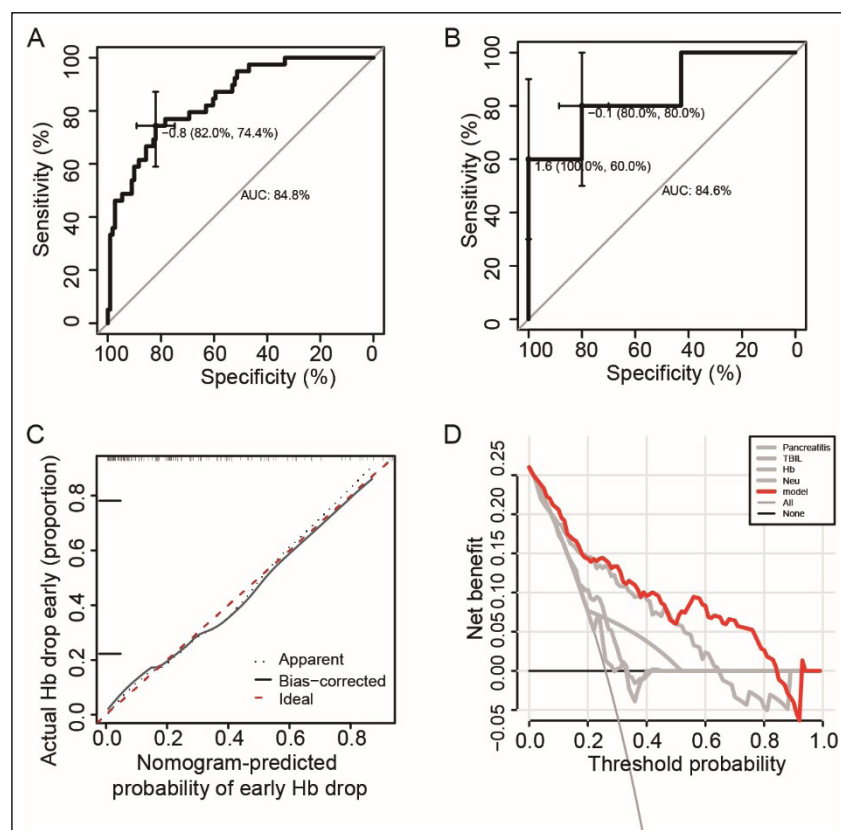 A
Sensitivity (%)
100
80
60
40
20
0
−0.8 (82.0%, 74.4%)
AUC: 84.8%
100 80 60 40 20 0
Specificity (%)
B
Sensitivity (%)
100
80
60
40
20
0
−0.1 (80.0%, 80.0%)
1.6 (100.0%, 60.0%)
AUC: 84.6%
100 80 60 40 20 0
Specificity (%)
C
Actual Hb drop early (proportion)
0.8
0.6
0.4
0.2
0.0
Apparent
Bias−corrected
Ideal
0.0 0.2 0.4 0.6 0.8
Nomogram-predicted
probability of early Hb drop
D
Net benefit
0.25
0.20
0.15
0.10
0.05
0.00
−0.05
Pancreatitis
TBIL
Hb
Neu
model
All
None
0.0 0.2 0.4 0.6 0.8 1.0
Threshold probability